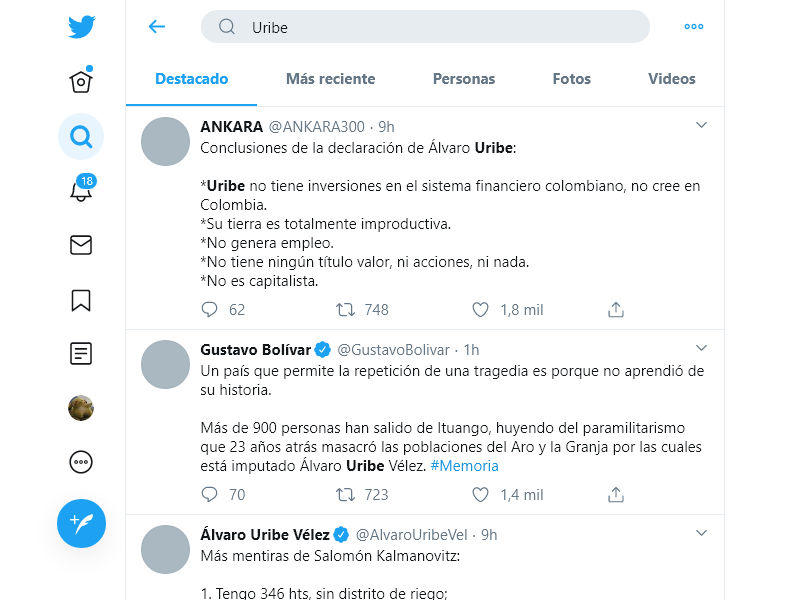 Uribe
Destacado Más reciente Personas Fotos Videos
18
ANKARA @ANKARA300 · 9h
Conclusiones de la declaración de Álvaro Uribe:
*Uribe no tiene inversiones en el sistema financiero colombiano, no cree en
Colombia.
*Su tierra es totalmente improductiva.
*No genera empleo.
*No tiene ningún título valor, ni acciones, ni nada.
*No es capitalista.
62 748 1,8 mil
Gustavo Bolívar @GustavoBolivar · 1h
Un país que permite la repetición de una tragedia es porque no aprendió de
su historia.
Más de 900 personas han salido de Ituango, huyendo del paramilitarismo
que 23 años atrás masacró las poblaciones del Aro y la Granja por las cuales
está imputado Álvaro Uribe Vélez. #Memoria
70 723 1,4 mil
Álvaro Uribe Vélez @AlvaroUribeVel · 9h
Más mentiras de Salomón Kalmanovitz:
1. Tengo 346 hts, sin distrito de riego;